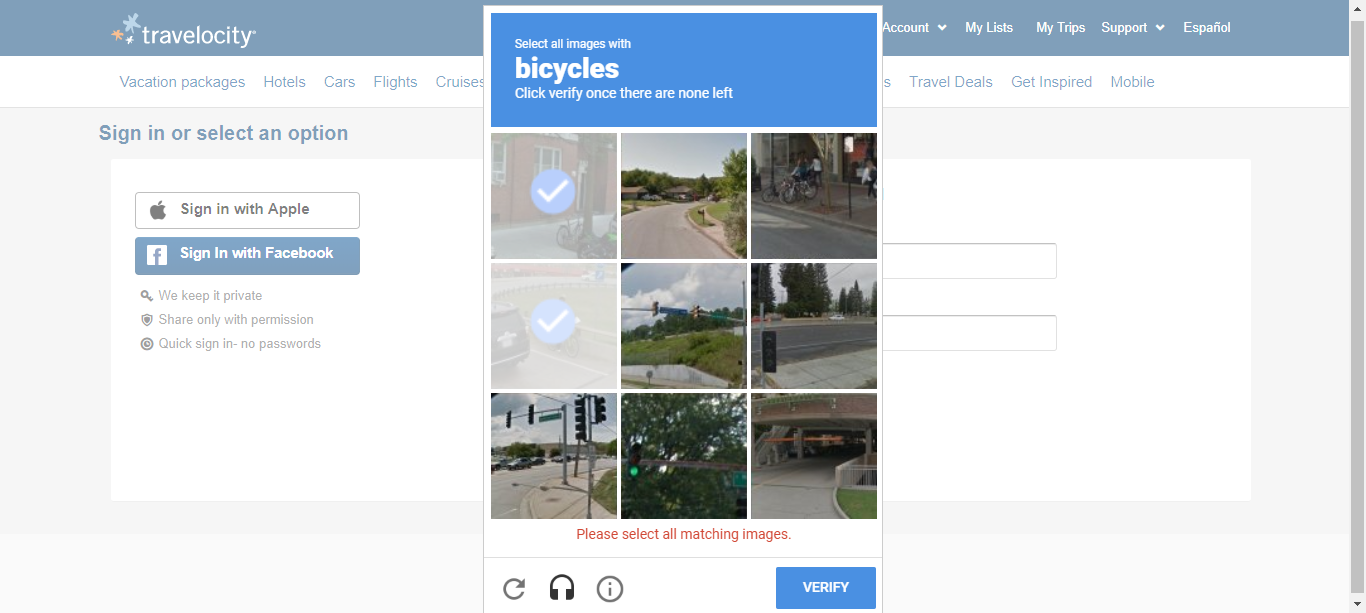 travelocity
Account
My Lists
My Trips
Support
Español
Vacation packages
Hotels
Cars
Flights
Cruises
s
Travel Deals
Get Inspired
Mobile
Sign in or select an option
Sign in with Apple
Sign In with Facebook
We keep it private
Share only with permission
Quick sign in- no passwords
Select all images with
bicycles
Click verify once there are none left
Please select all matching images.
VERIFY